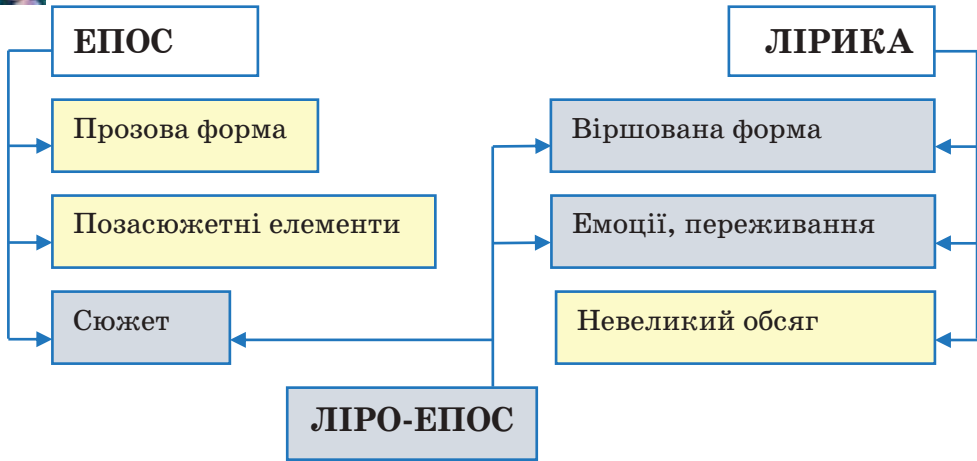 ЕПОС
ЛІРИКА
Прозова форма
Віршована форма
Позасюжетні елементи
Емоції, переживання
Сюжет
Невеликий обсяг
ЛІРО-ЕПОС